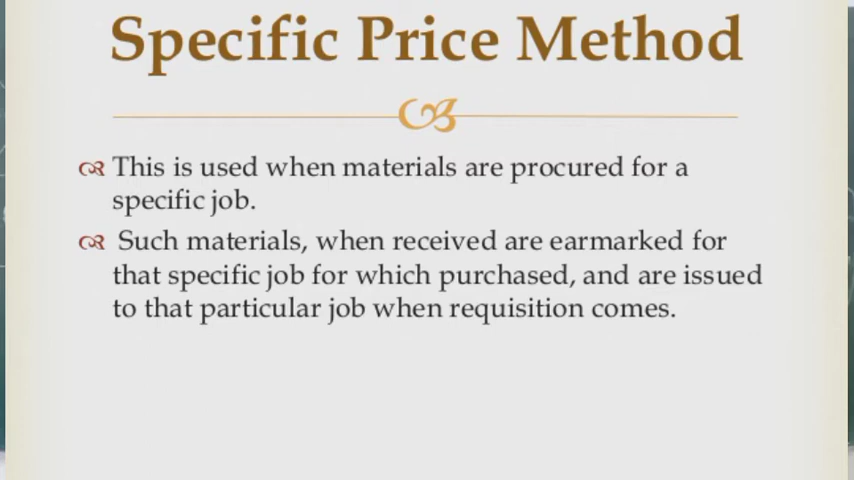 Specific Price Method
This is used when materials are procured for a
specific job.
Such materials, when received are earmarked for
that specific job for which purchased, and are issued
to that particular job when requisition comes.